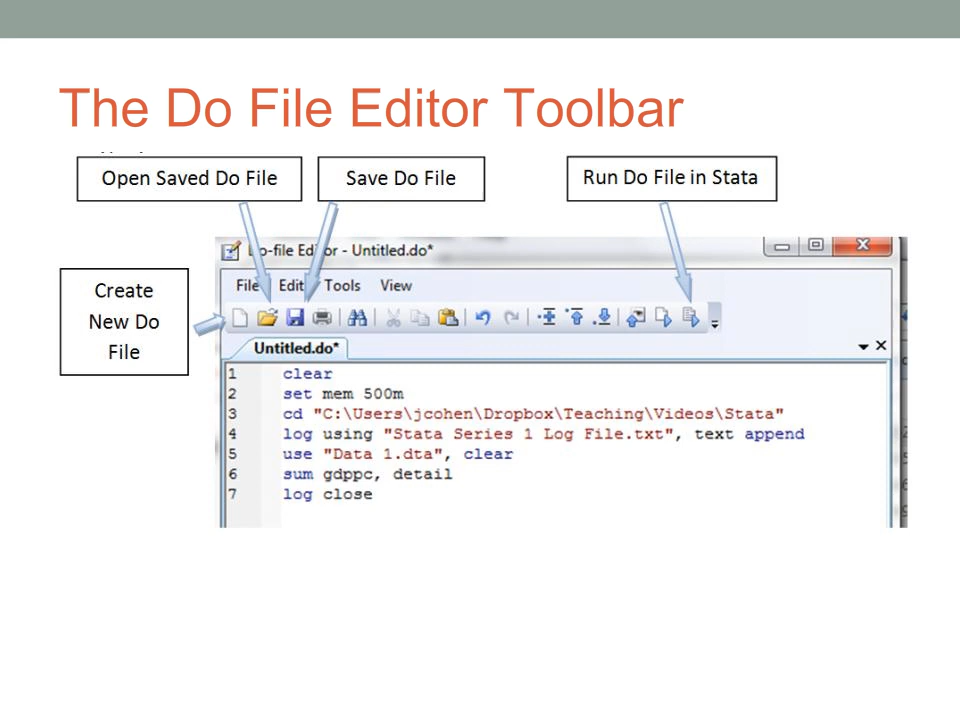 The Do File Editor Toolbar
Open Saved Do File
Save Do File
Run Do File in Stata
Create
New Do
File
Do-file Editor - Untitled.do*
File Edit Tools View
Untitled.do*
1 clear
2 set mem 500m
3 cd "C:\Users\jcohen\Dropbox\Teaching\Videos\Stata"
4 log using "Stata Series 1 Log File.txt", text append
5 use "Data 1.dta", clear
6 sum gdppc, detail
7 log close